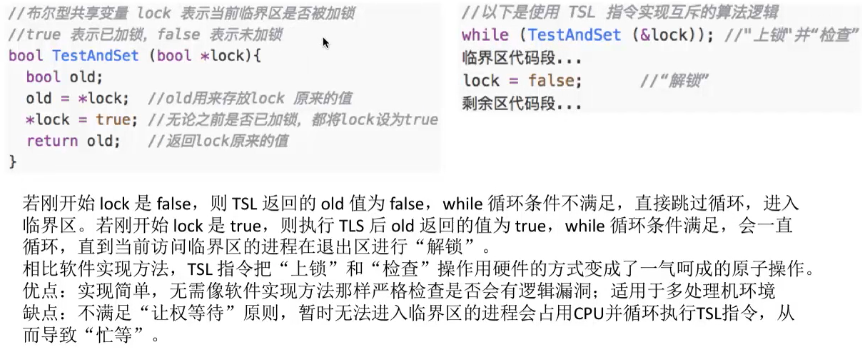 //布尔型共享变量 lock 表示当前临界区是否被加锁
//true 表示已加锁，false 表示未加锁
bool TestAndSet (bool *lock){
bool old;
old = *lock; //old用来存放lock 原来的值
*lock = true; //无论之前是否已加锁，都将lock设为true
return old; //返回lock原来的值
}
//以下是使用 TSL 指令实现互斥的算法逻辑
while (TestAndSet (&lock)); //"上锁"并“检查”
临界区代码段...
lock = false; //“解锁”
剩余区代码段...
若刚开始 lock 是 false，则 TSL 返回的 old 值为 false，while 循环条件不满足，直接跳过循环，进入
临界区。若刚开始 lock 是 true，则执行 TLS 后 old 返回的值为 true，while 循环条件满足，会一直
循环，直到当前访问临界区的进程在退出区进行“解锁”。
相比软件实现方法，TSL 指令把“上锁”和“检查”操作用硬件的方式变成了一气呵成的原子操作。
优点：实现简单，无需像软件实现方法那样严格检查是否会有逻辑漏洞；适用于多处理机环境
缺点：不满足“让权等待”原则，暂时无法进入临界区的进程会占用CPU并循环执行TSL指令，从
而导致“忙等”。